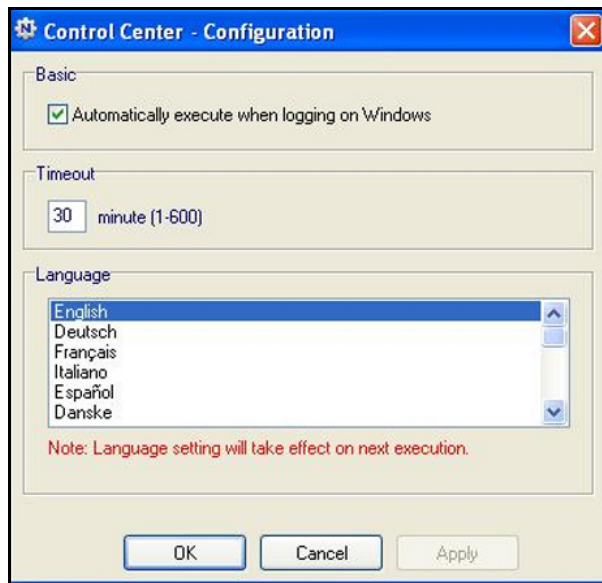 Control Center - Configuration
Basic
Automatically execute when logging on Windows
Timeout
30 minute (1-600)
Language
English
Deutsch
Français
Italiano
Español
Danske
Note: Language setting will take effect on next execution.
OK Cancel Apply